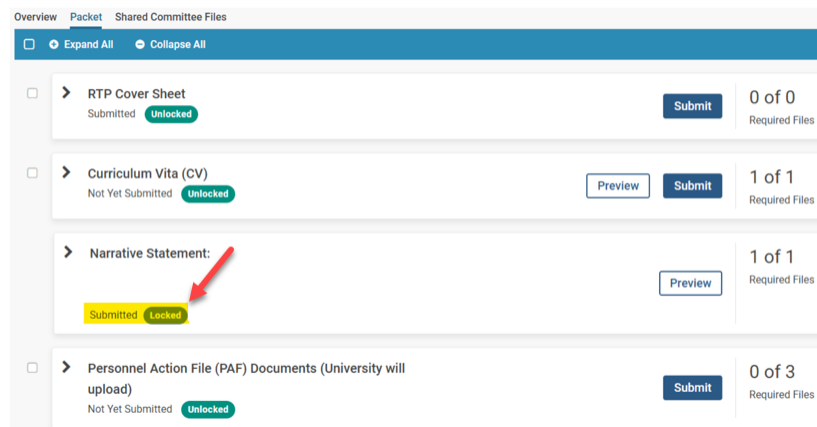 Overview Packet Shared Committee Files
Expand All Collapse All
RTP Cover Sheet
Submitted Unlocked
Submit
0 of 0
Required Files
Curriculum Vita (CV)
Not Yet Submitted Unlocked
Preview Submit
1 of 1
Required Files
Narrative Statement:
Submitted Locked
Preview
1 of 1
Required Files
Personnel Action File (PAF) Documents (University will
upload)
Not Yet Submitted Unlocked
Submit
0 of 3
Required Files